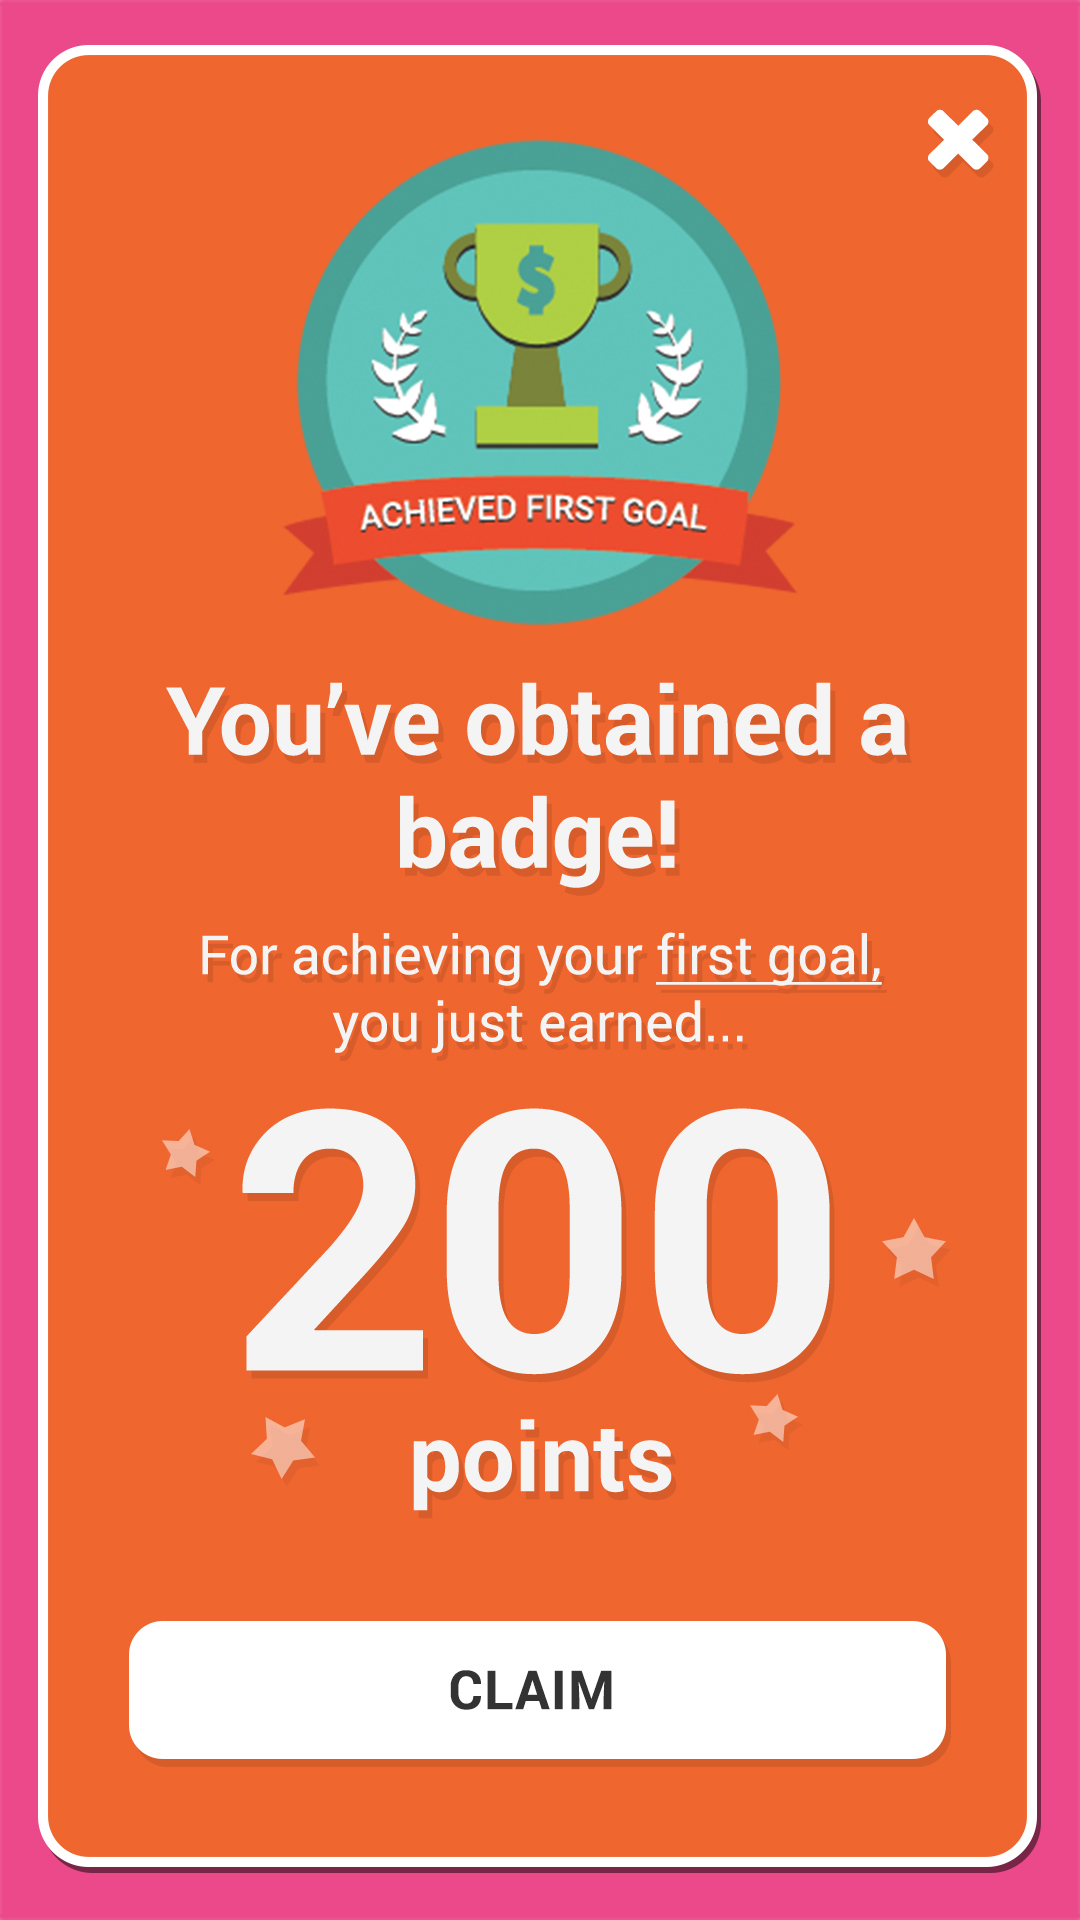 $
ACHIEVED FIRST GOAL
You’ve obtained a
badge!
For achieving your first goal,
you just earned...
200
points
CLAIM